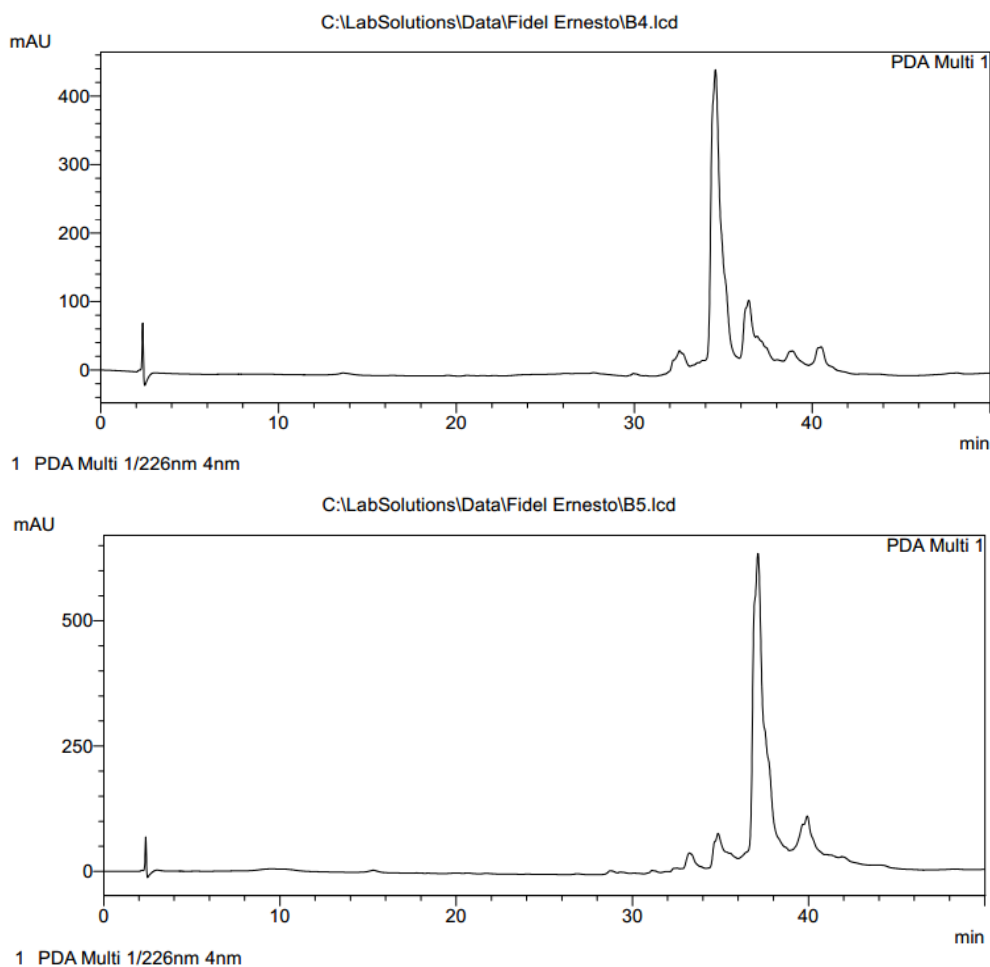 C:\LabSolutions\Data\Fidel Ernesto\B4.lcd
mAU
PDA Multi 1
400
300
200
100
0
0 10 20 30 40
min
1 PDA Multi 1/226nm 4nm
C:\LabSolutions\Data\Fidel Ernesto\B5.lcd
mAU
PDA Multi 1
500
250
0
0 10 20 30 40
min
1 PDA Multi 1/226nm 4nm